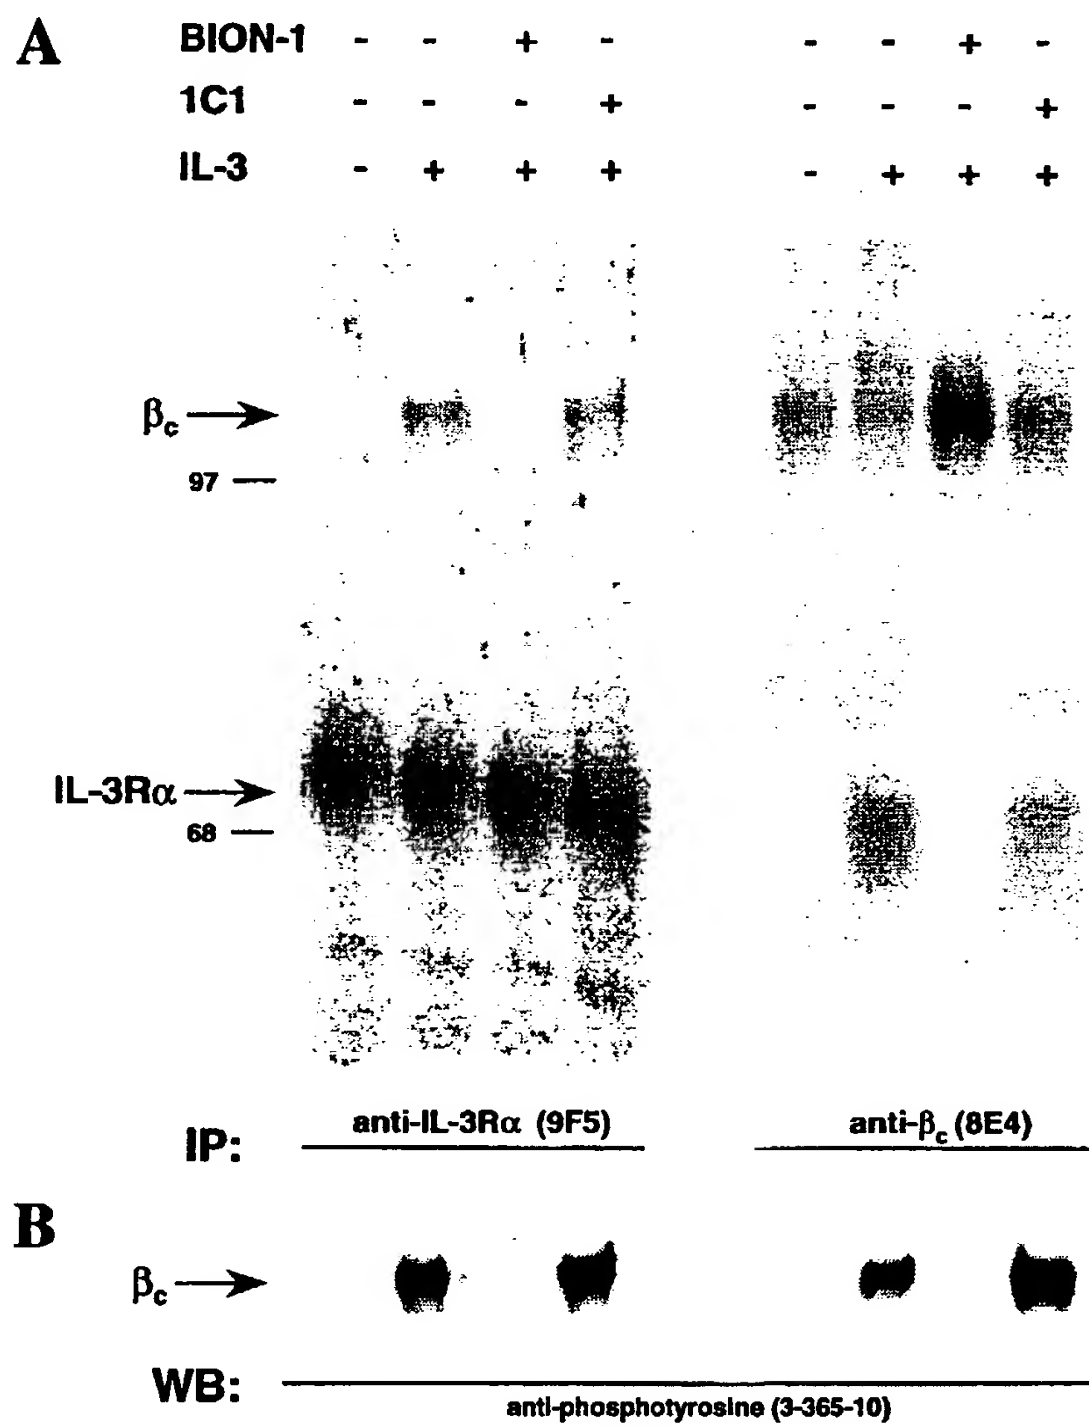 A
BION-1 - - + - - - + -
1C1 - - - + - - - +
IL-3 - + + + - + + +
βc
97
IL-3Rα
68
IP: anti-IL-3Rα (9F5) anti-βc (8E4)
B
βc
WB: anti-phosphotyrosine (3-365-10)